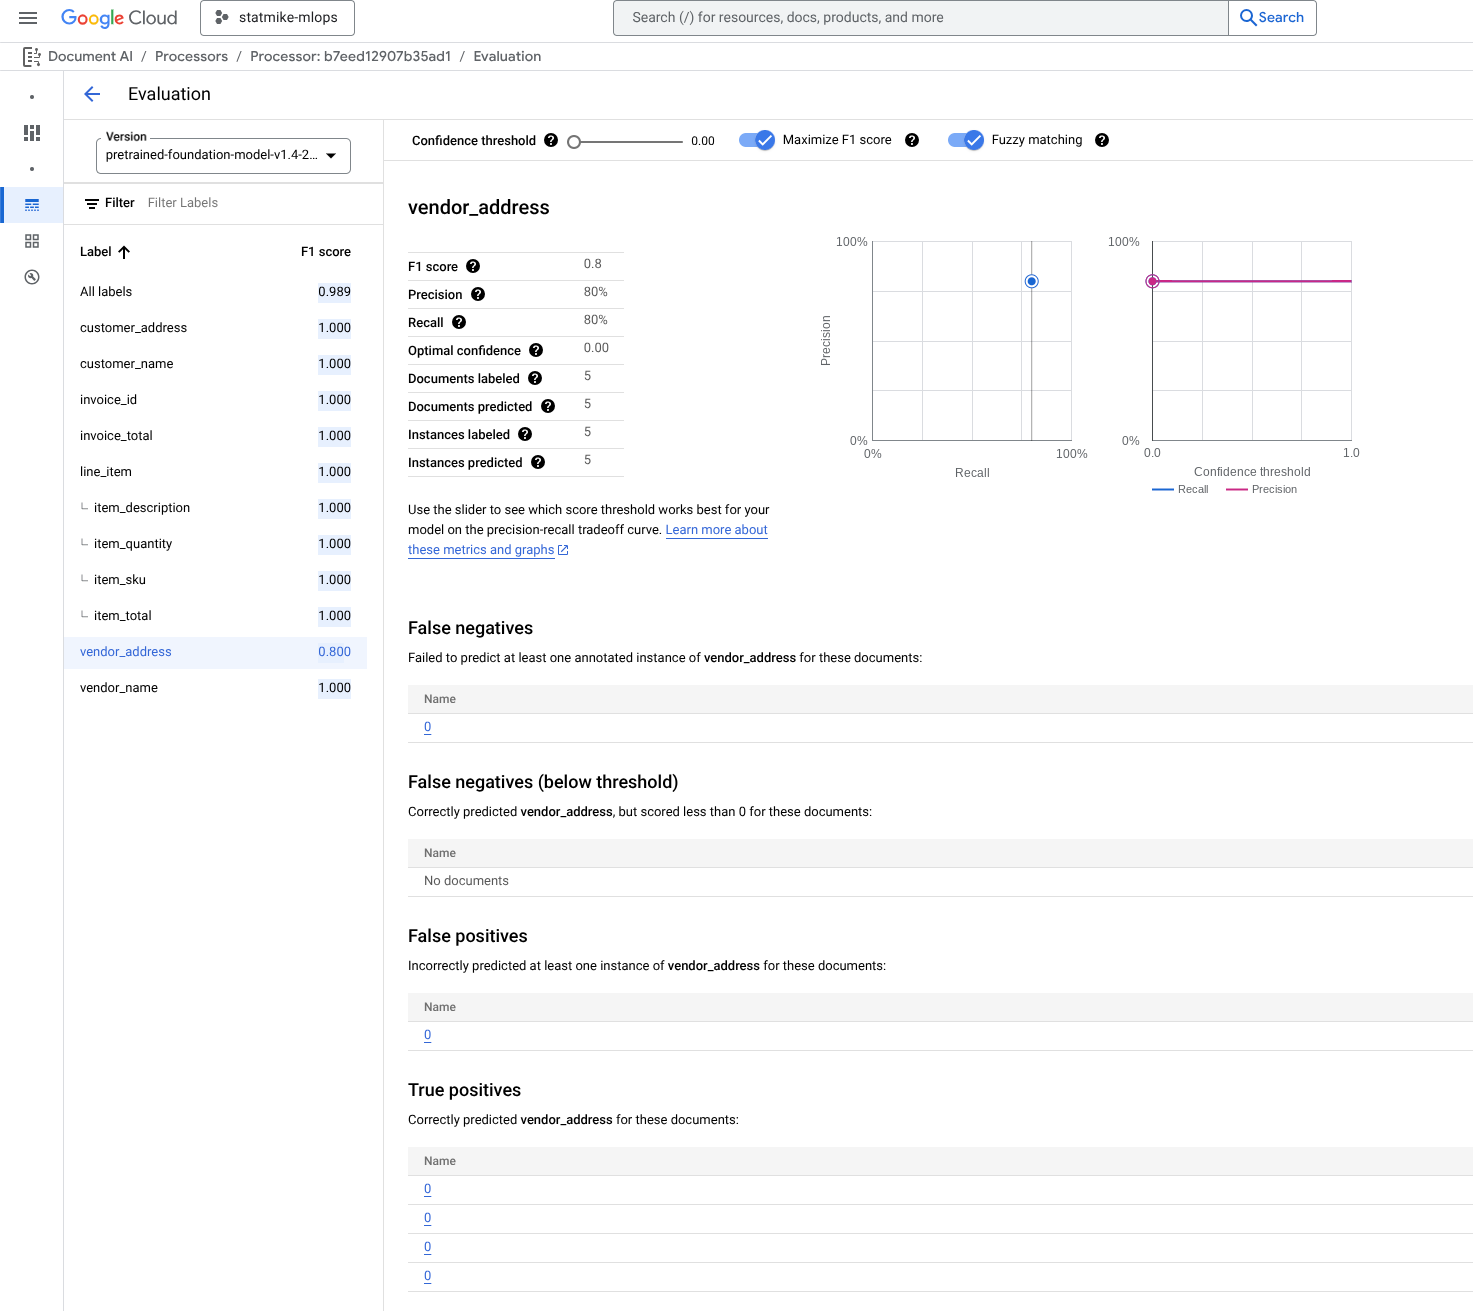 Google Cloud
statmike-mlops
Search (/) for resources, docs, products, and more
Search
Document AI / Processors / Processor: b7eed12907b35ad1 / Evaluation
Evaluation
Version
pretrained-foundation-model-v1.4-2...
Confidence threshold
0.00
Maximize F1 score
Fuzzy matching
Filter
Filter Labels
Label
F1 score
All labels 0.989
customer_address 1.000
customer_name 1.000
invoice_id 1.000
invoice_total 1.000
line_item 1.000
item_description 1.000
item_quantity 1.000
item_sku 1.000
item_total 1.000
vendor_address 0.800
vendor_name 1.000
vendor_address
F1 score 0.8
Precision 80%
Recall 80%
Optimal confidence 0.00
Documents labeled 5
Documents predicted 5
Instances labeled 5
Instances predicted 5
Use the slider to see which score threshold works best for your
model on the precision-recall tradeoff curve. Learn more about
these metrics and graphs
100%
Precision
0%
0% 100%
Recall
100%
0%
0.0 1.0
Confidence threshold
Recall Precision
False negatives
Failed to predict at least one annotated instance of vendor_address for these documents:
Name
0
False negatives (below threshold)
Correctly predicted vendor_address, but scored less than 0 for these documents:
Name
No documents
False positives
Incorrectly predicted at least one instance of vendor_address for these documents:
Name
0
True positives
Correctly predicted vendor_address for these documents:
Name
0
0
0
0